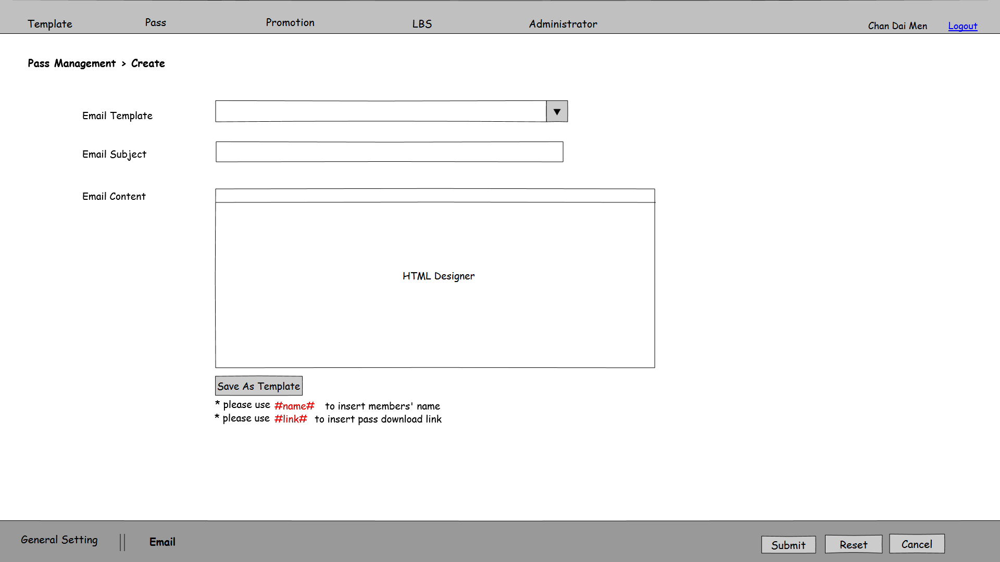 Template Pass Promotion LBS Administrator Chan Dai Men Logout
Pass Management > Create
Email Template ▼
Email Subject
Email Content
HTML Designer
Save As Template
* please use #name# to insert members' name
* please use #link# to insert pass download link
General Setting || Email Submit Reset Cancel